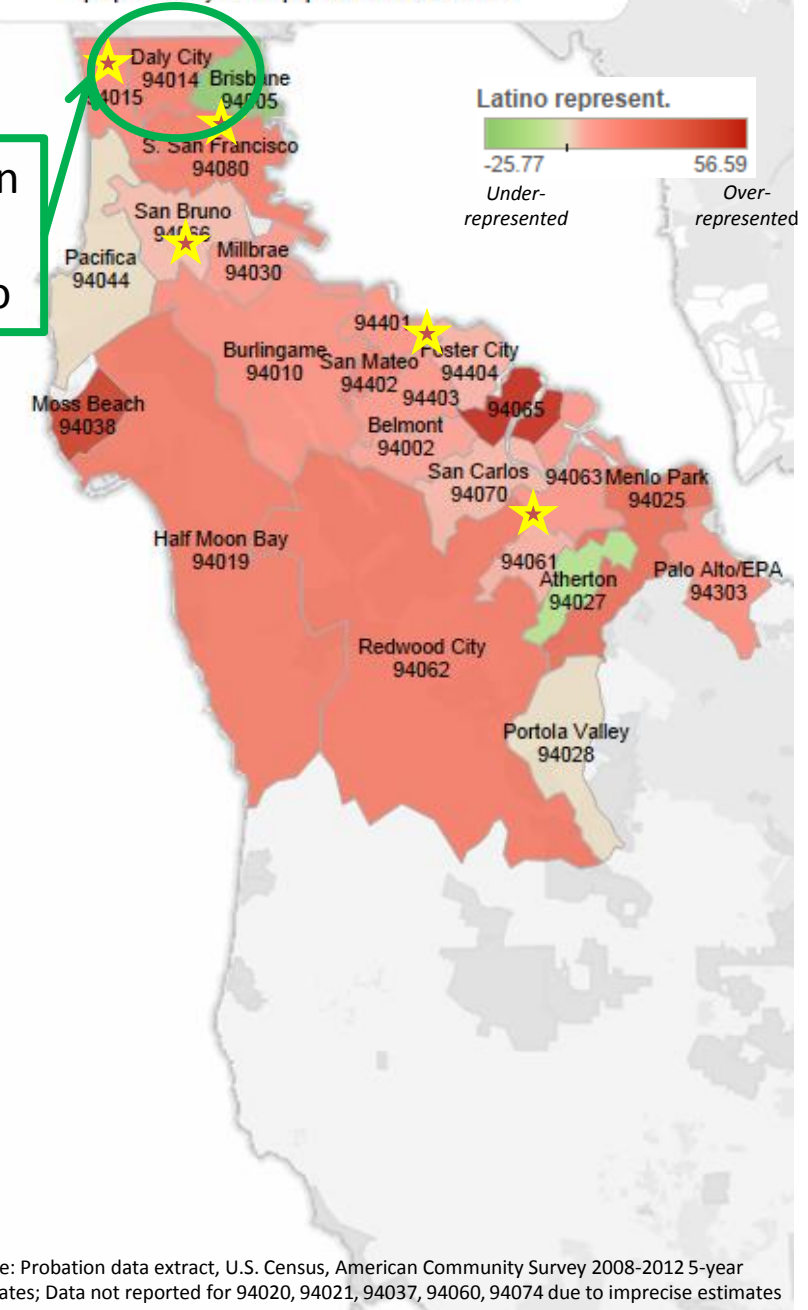 Daly City
94014
Brisbane
94005
94015
Latino represent.
-25.77
56.59
Under-
represented
Over-
represented
n
o
S. San Francisco
94080
San Bruno
94066
Millbrae
94030
Pacifica
94044
94401
Burlingame
94010
San Mateo
94402
Foster City
94404
94403
94065
Moss Beach
94038
Belmont
94002
San Carlos
94070
94063
Menlo Park
94025
Half Moon Bay
94019
94061
Atherton
94027
Palo Alto/EPA
94303
Redwood City
94062
Portola Valley
94028
e: Probation data extract, U.S. Census, American Community Survey 2008-2012 5-year
ates; Data not reported for 94020, 94021, 94037, 94060, 94074 due to imprecise estimates